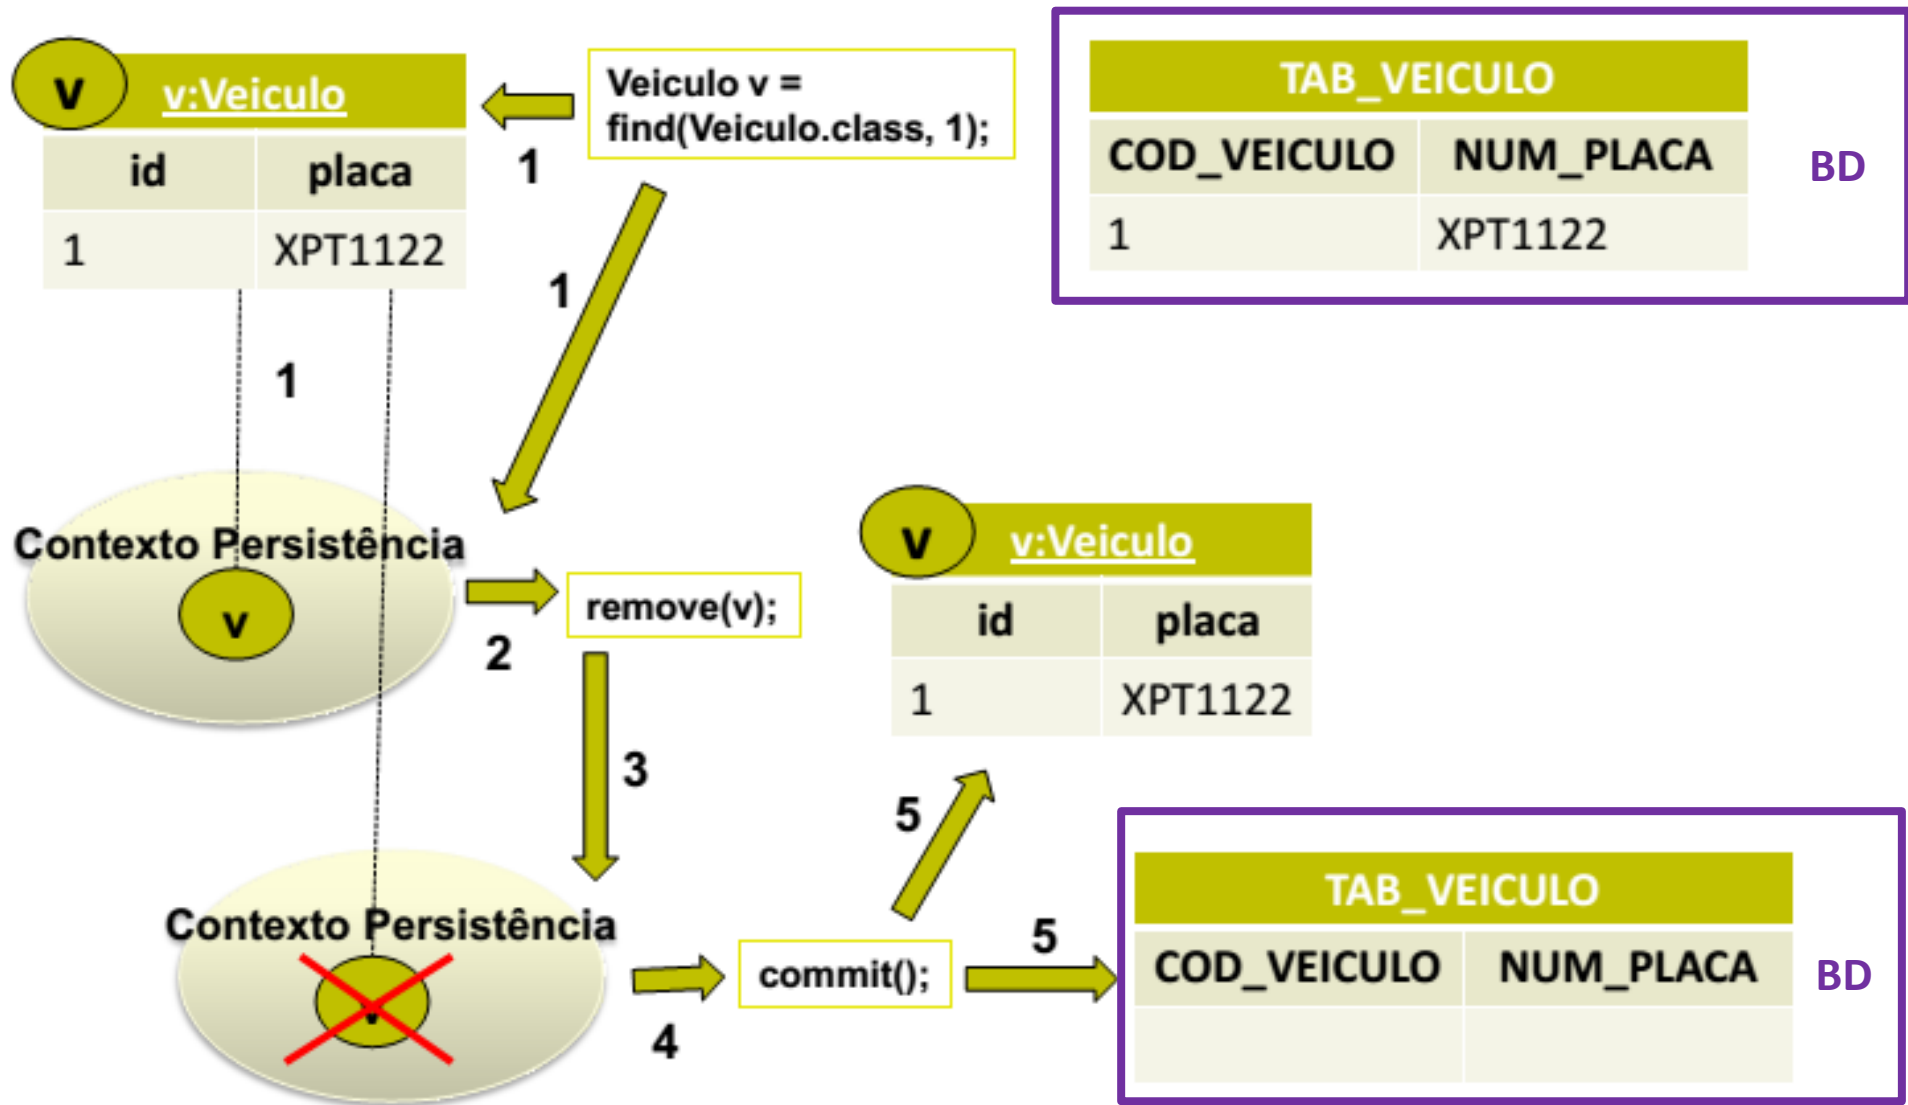 v
v:Veiculo
id placa
1 XPT1122
Veiculo v =
find(Veiculo.class, 1);
1
1
1
TAB_VEICULO
COD_VEICULO NUM_PLACA
1 XPT1122
BD
Contexto Persistência
v
2
remove(v);
3
v
v:Veiculo
id placa
1 XPT1122
Contexto Persistência
v
4
commit();
5
5
TAB_VEICULO
COD_VEICULO NUM_PLACA
BD